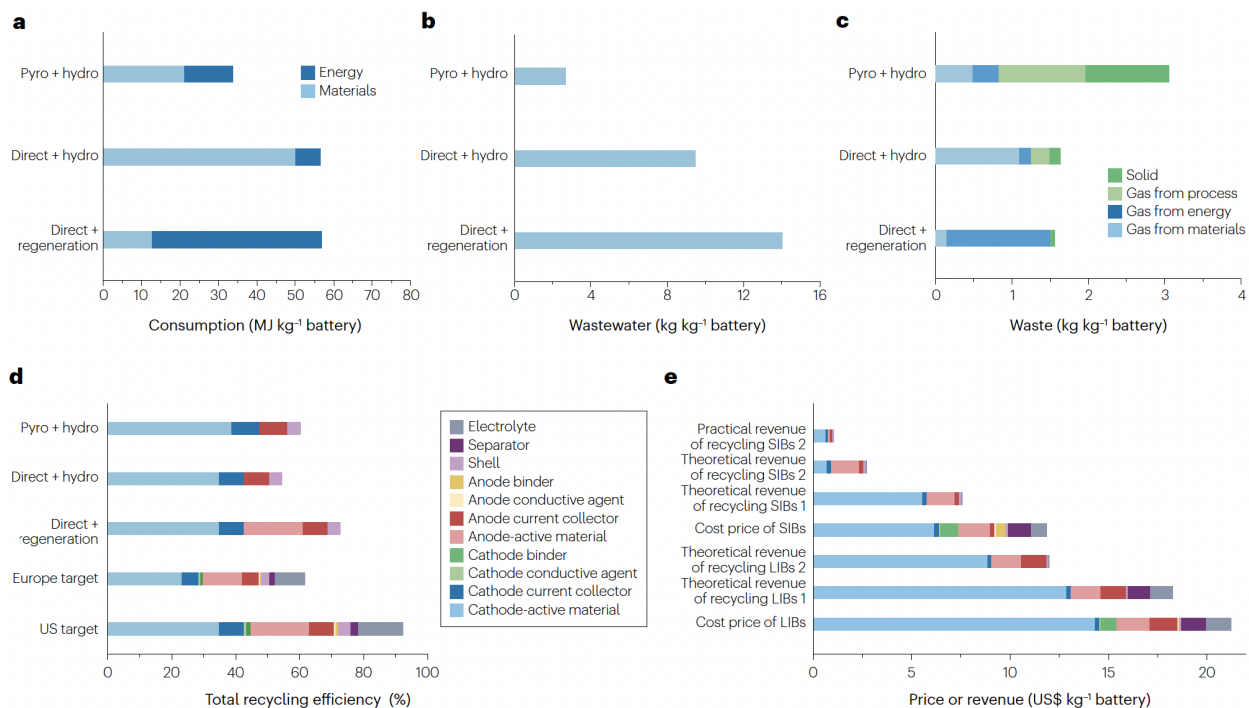 a
Pyro + hydro
Direct + hydro
Direct +
regeneration
Energy
Materials
0 10 20 30 40 50 60 70 80
Consumption (MJ kg⁻¹ battery)
b
Pyro + hydro
Direct + hydro
Direct +
regeneration
0 4 8 12 16
Wastewater (kg kg⁻¹ battery)
c
Pyro + hydro
Direct + hydro
Direct +
regeneration
Solid
Gas from process
Gas from energy
Gas from materials
0 1 2 3 4
Waste (kg kg⁻¹ battery)
d
Pyro + hydro
Direct + hydro
Direct +
regeneration
Europe target
US target
0 20 40 60 80 100
Total recycling efficiency (%)
Electrolyte
Separator
Shell
Anode binder
Anode conductive agent
Anode current collector
Anode-active material
Cathode binder
Cathode conductive agent
Cathode current collector
Cathode-active material
e
Practical revenue
of recycling SIBs 2
Theoretical revenue
of recycling SIBs 2
Theoretical revenue
of recycling SIBs 1
Cost price of SIBs
Theoretical revenue
of recycling LIBs 2
Theoretical revenue
of recycling LIBs 1
Cost price of LIBs
0 5 10 15 20
Price or revenue (US$ kg⁻¹ battery)